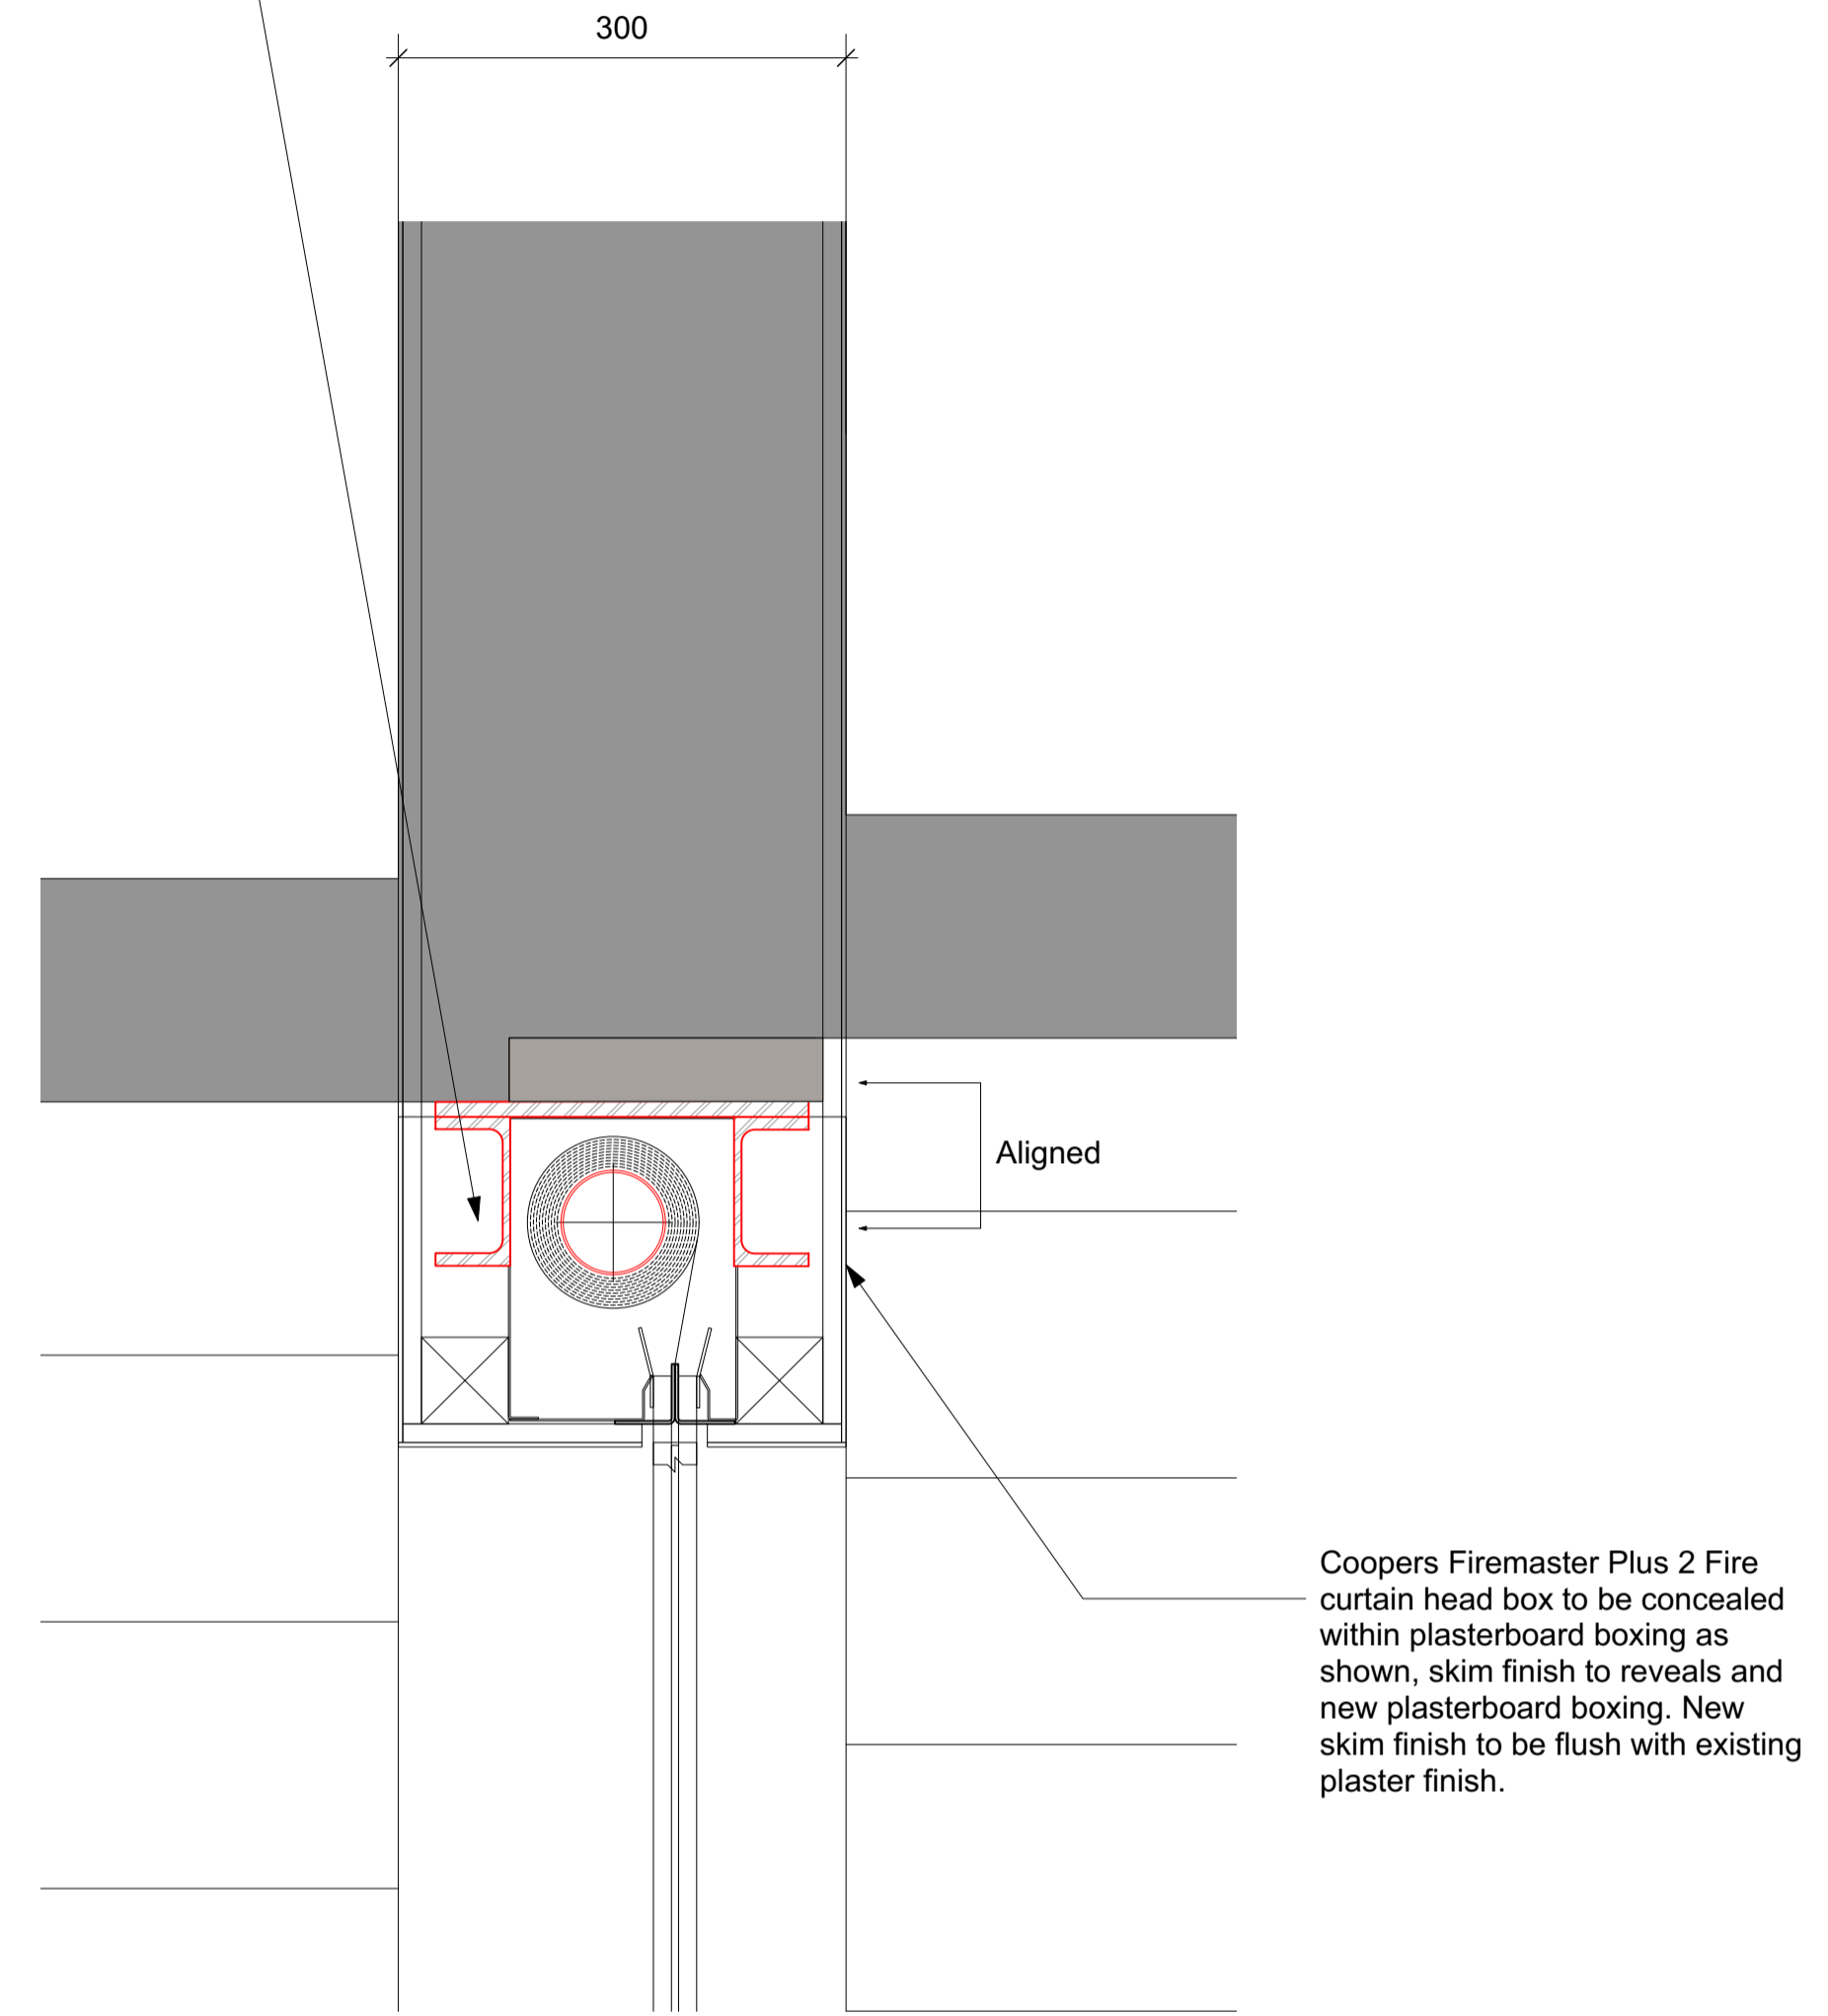 300
Aligned
Coopers Firemaster Plus 2 Fire
curtain head box to be concealed
within plasterboard boxing as
shown, skim finish to reveals and
new plasterboard boxing. New
skim finish to be flush with existing
plaster finish.